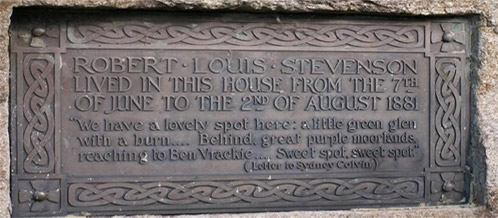 ROBERT · LOUIS · STEVENSON
LIVED IN THIS HOUSE FROM THE 7TH
OF JUNE TO THE 2ND OF AUGUST 1881
"We have a lovely spot here: a little green glen
with a burn.... Behind, great purple moorlands
reaching to Ben Vrackie.... Sweet spot, sweet spot."
(Letter to Sydney Colvin)